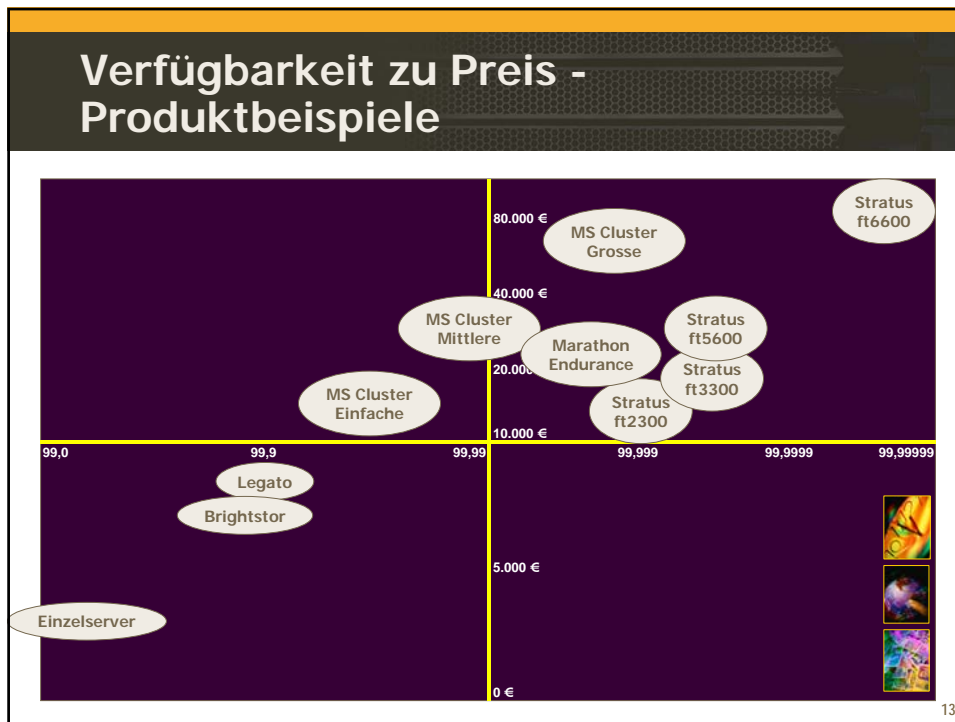 Verfügbarkeit zu Preis -
Produktbeispiele
Stratus
ft6600
80.000 €
MS Cluster
Grosse
40.000 €
MS Cluster
Mittlere
Stratus
ft5600
Marathon
Endurance
20.000
Stratus
ft3300
MS Cluster
Einfache
Stratus
ft2300
10.000 €
99,0
99,9
99,99
99,999
99,9999
99,99999
Legato
Brightstor
5.000 €
Einzelserver
0 €
13